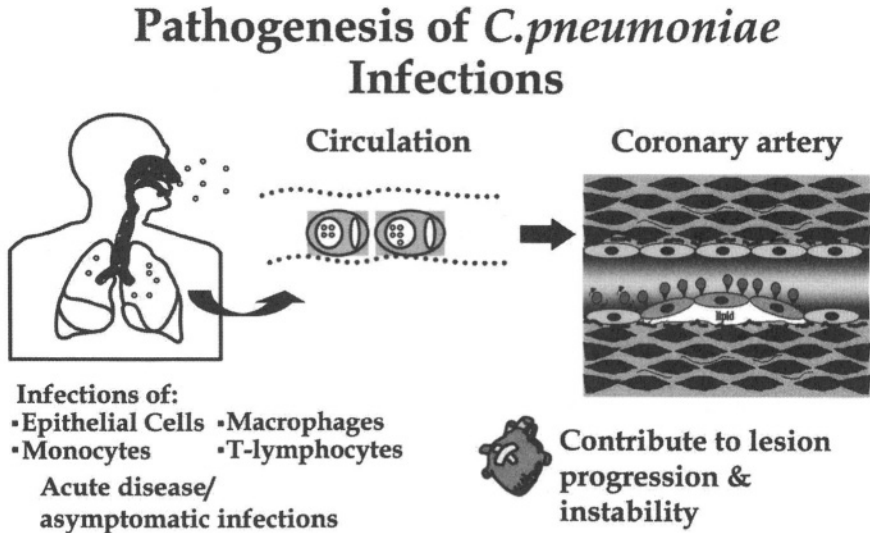 Pathogenesis of C.pneumoniae
Infections
Circulation
Coronary artery
lipid
Infections of:
▪Epithelial Cells ▪Macrophages
▪Monocytes ▪T-lymphocytes
Acute disease/
asymptomatic infections
Contribute to lesion
progression &
instability